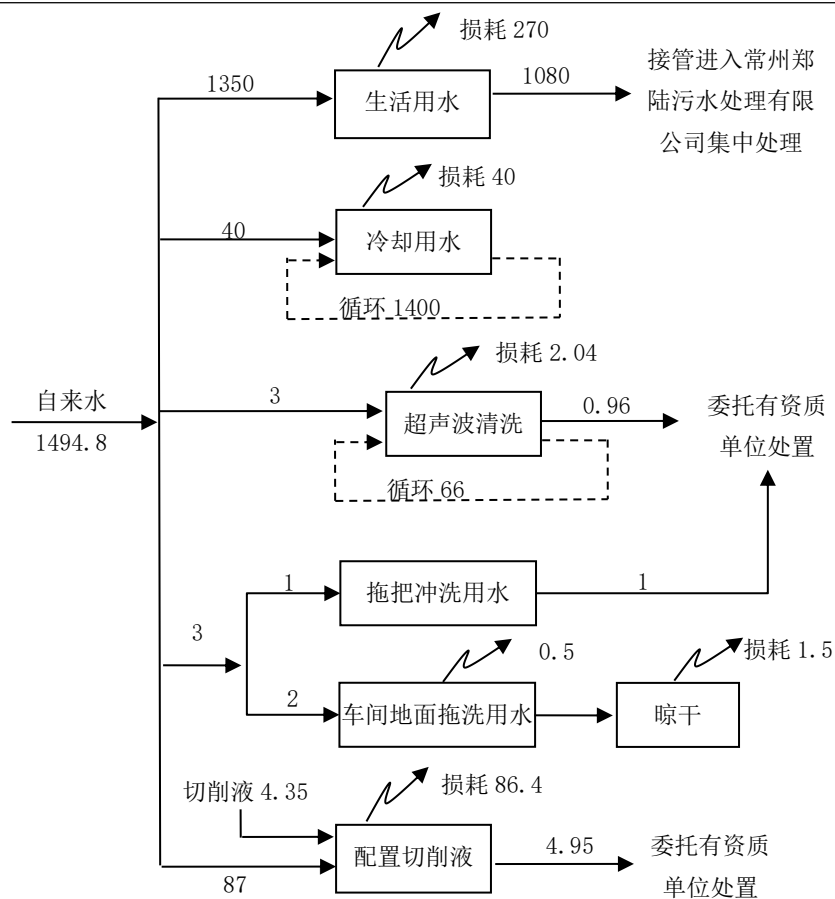 损耗 270
1350
生活用水
1080
接管进入常州郑
陆污水处理有限
公司集中处理
损耗 40
40
冷却用水
循环 1400
损耗 2.04
自来水
1494.8
3
超声波清洗
0.96
委托有资质
单位处置
循环 66
1
拖把冲洗用水
1
3
0.5
损耗 1.5
2
车间地面拖洗用水
晾干
切削液 4.35
损耗 86.4
配置切削液
4.95
委托有资质
单位处置
87